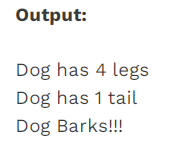 Output:
Dog has 4 legs
Dog has 1 tail
Dog Barks!!!